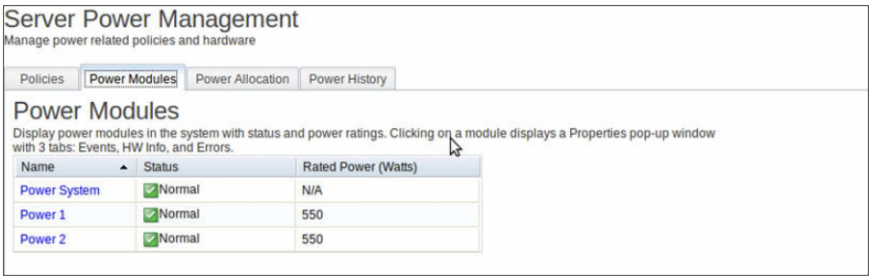 Server Power Management
Manage power related policies and hardware
Policies Power Modules Power Allocation Power History
Power Modules
Display power modules in the system with status and power ratings. Clicking on a module displays a Properties pop-up window
with 3 tabs: Events, HW Info, and Errors.
Name Status Rated Power (Watts)
Power System Normal N/A
Power 1 Normal 550
Power 2 Normal 550